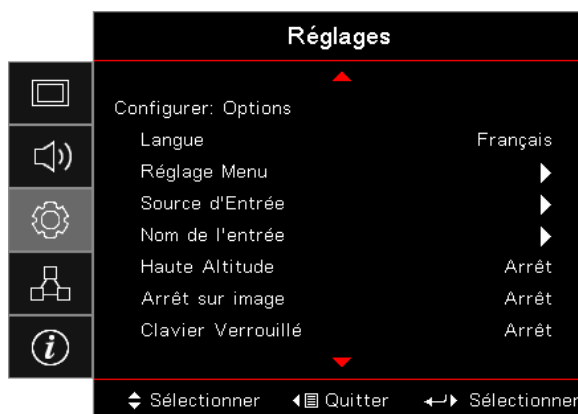 Réglages
Configurer: Options
Langue Français
Réglage Menu
Source d'Entrée
Nom de l'entrée
Haute Altitude Arrêt
Arrêt sur image Arrêt
Clavier Verrouillé Arrêt
Sélectionner Quitter Sélectionner